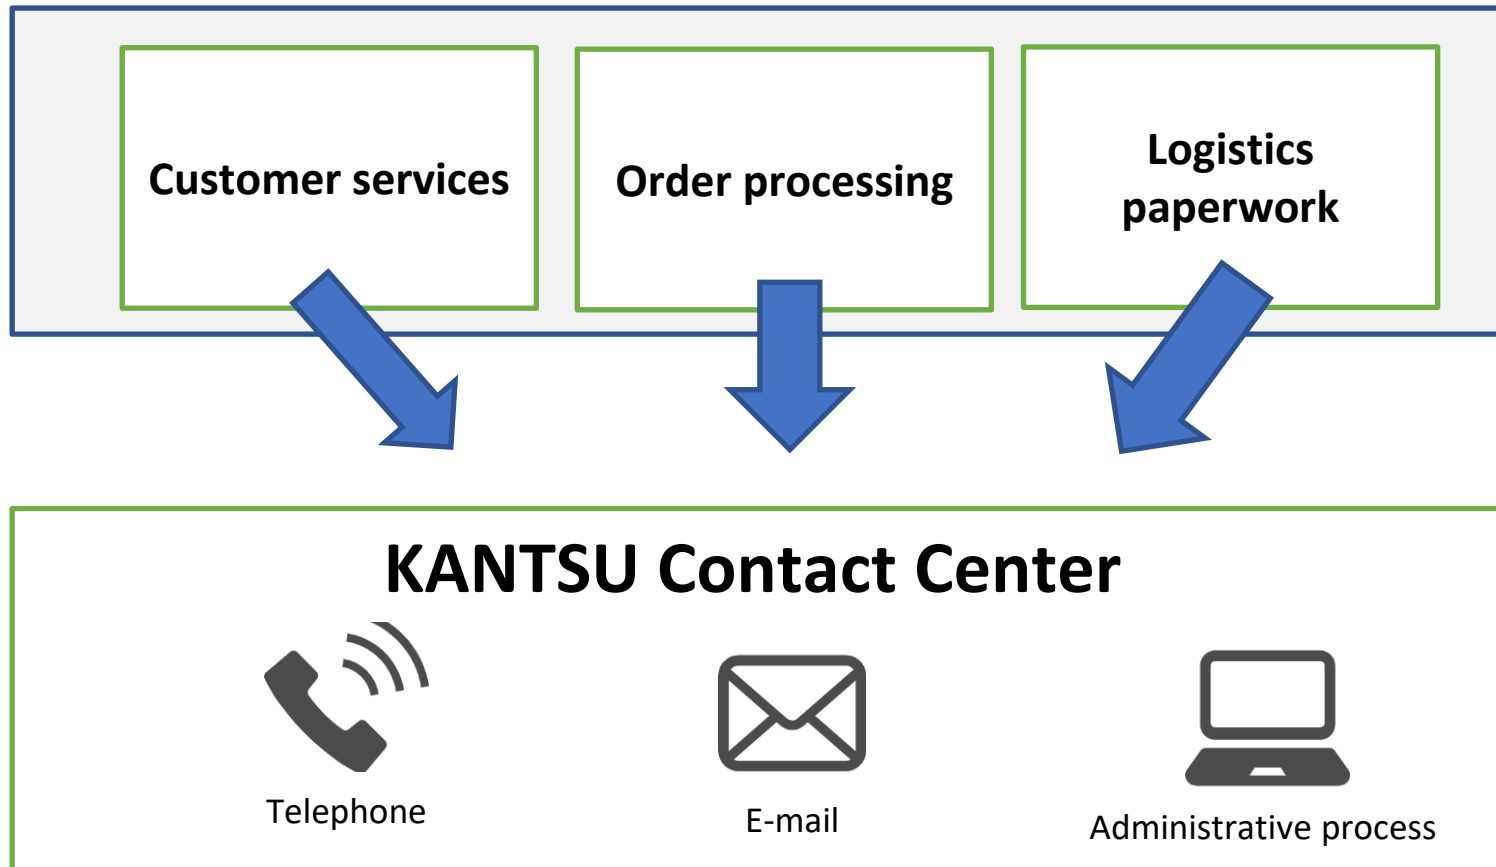 Customer services
Order processing
Logistics
paperwork
KANTSU Contact Center
Telephone
E-mail
Administrative process